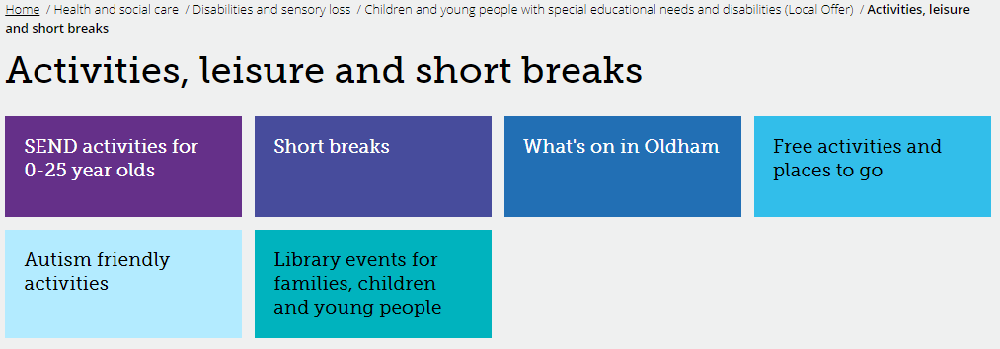 Home / Health and social care / Disabilities and sensory loss / Children and young people with special educational needs and disabilities (Local Offer) / Activities, leisure
and short breaks
Activities, leisure and short breaks
SEND activities for
0-25 year olds
Short breaks
What's on in Oldham
Free activities and
places to go
Autism friendly
activities
Library events for
families, children
and young people